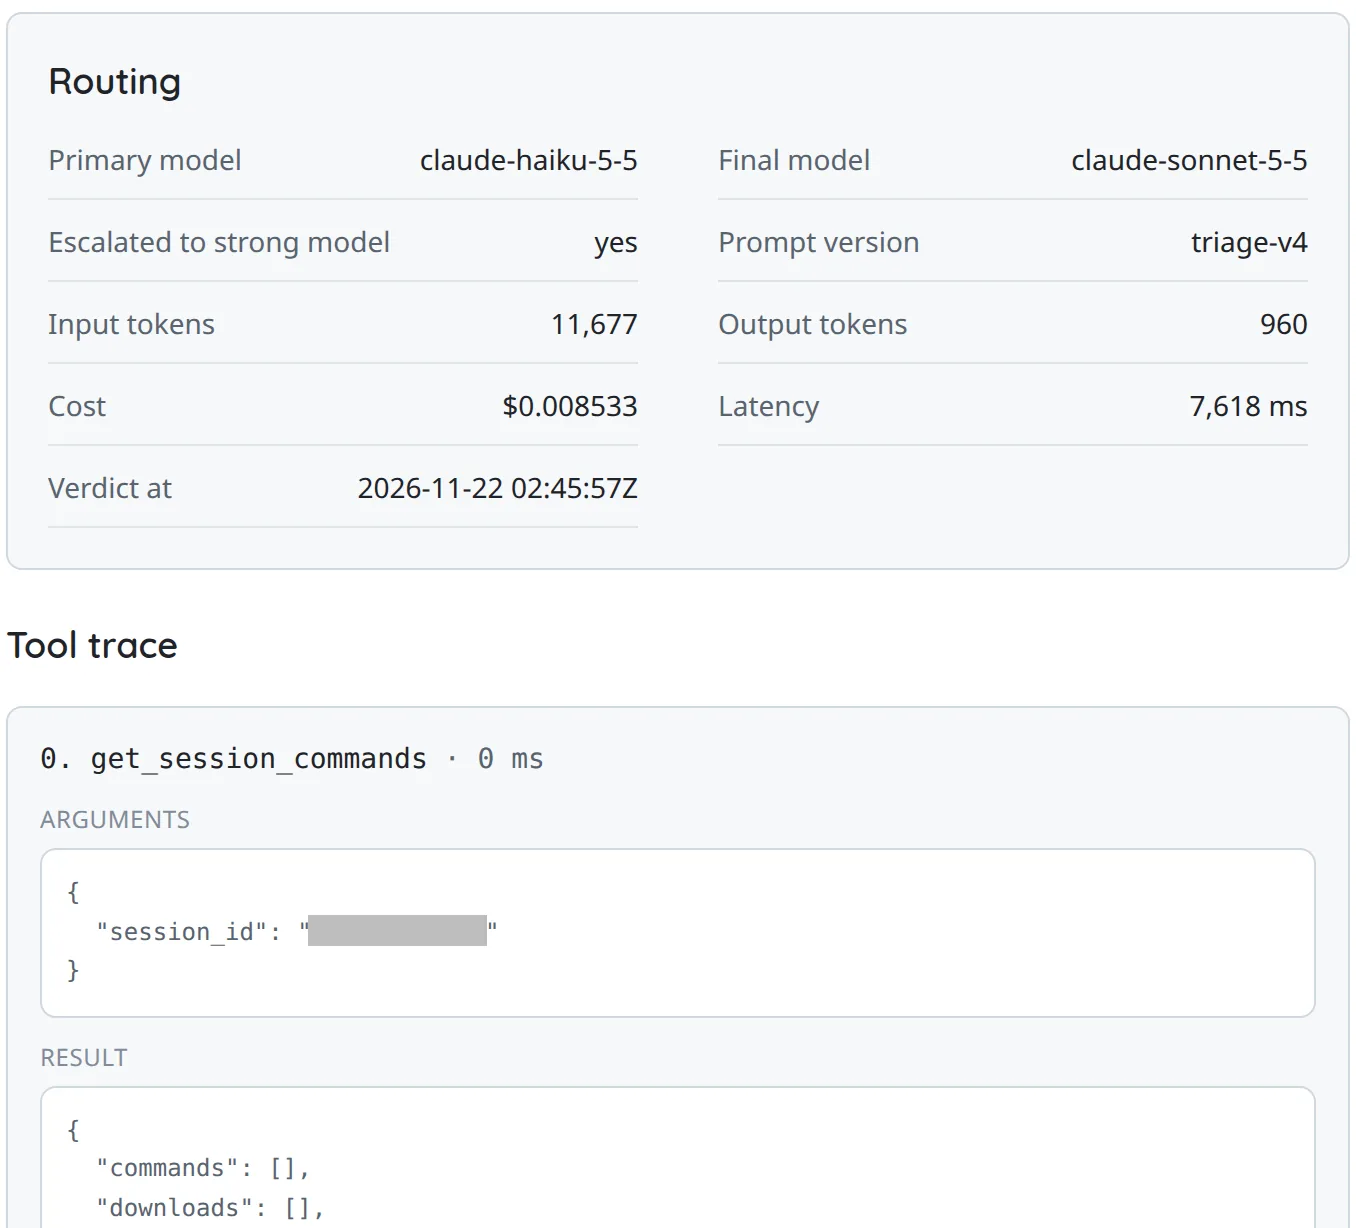 Routing
Primary model claude-haiku-5-5 Final model claude-sonnet-5-5
Escalated to strong model yes Prompt version triage-v4
Input tokens 11,677 Output tokens 960
Cost $0.008533 Latency 7,618 ms
Verdict at 2026-11-22 02:45:57Z
Tool trace
0. get_session_commands · 0 ms
ARGUMENTS
{
"session_id": ""
}
RESULT
{
"commands": [],
"downloads": [],